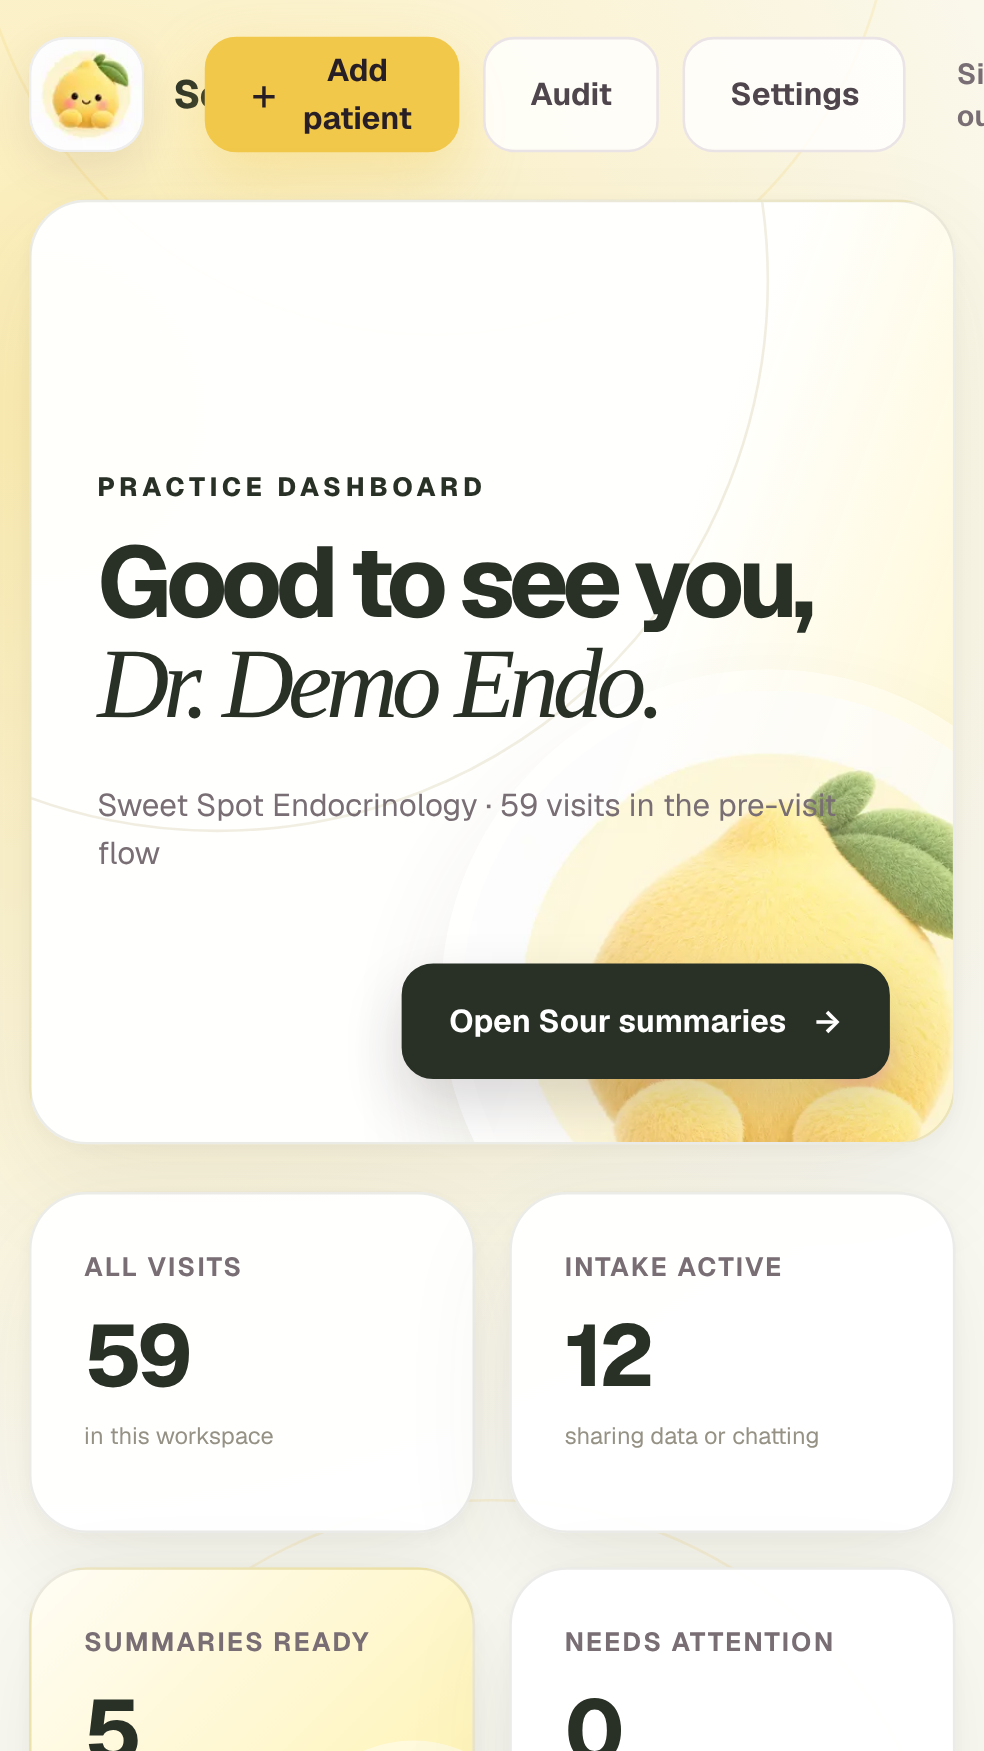 Add
patient
Audit
Settings
PRACTICE DASHBOARD
Good to see you,
Dr. Demo Endo.
Sweet Spot Endocrinology · 59 visits in the pre-visit
flow
Open Sour summaries →
ALL VISITS
59
in this workspace
INTAKE ACTIVE
12
sharing data or chatting
SUMMARIES READY
5
NEEDS ATTENTION
0